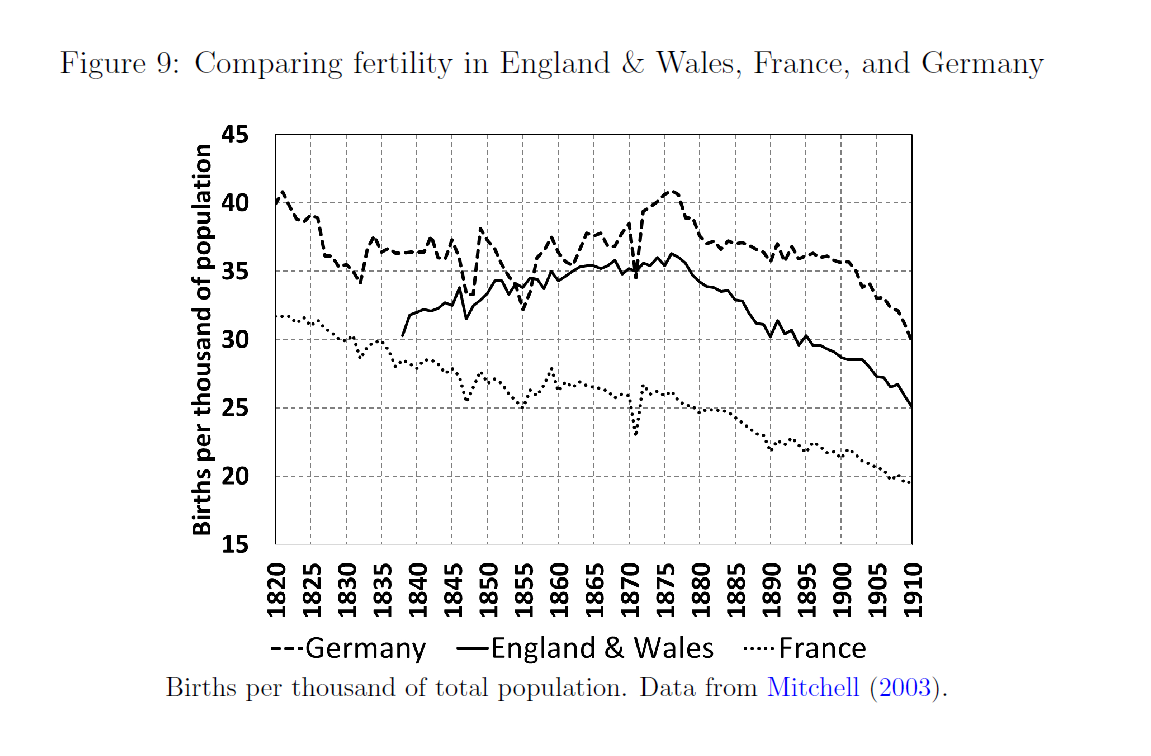 Figure 9: Comparing fertility in England & Wales, France, and Germany
Births per thousand of population
45
40
35
30
25
20
15
1820 1825 1830 1835 1840 1845 1850 1855 1860 1865 1870 1875 1880 1885 1890 1895 1900 1905 1910
Germany England & Wales France
Births per thousand of total population. Data from Mitchell (2003).